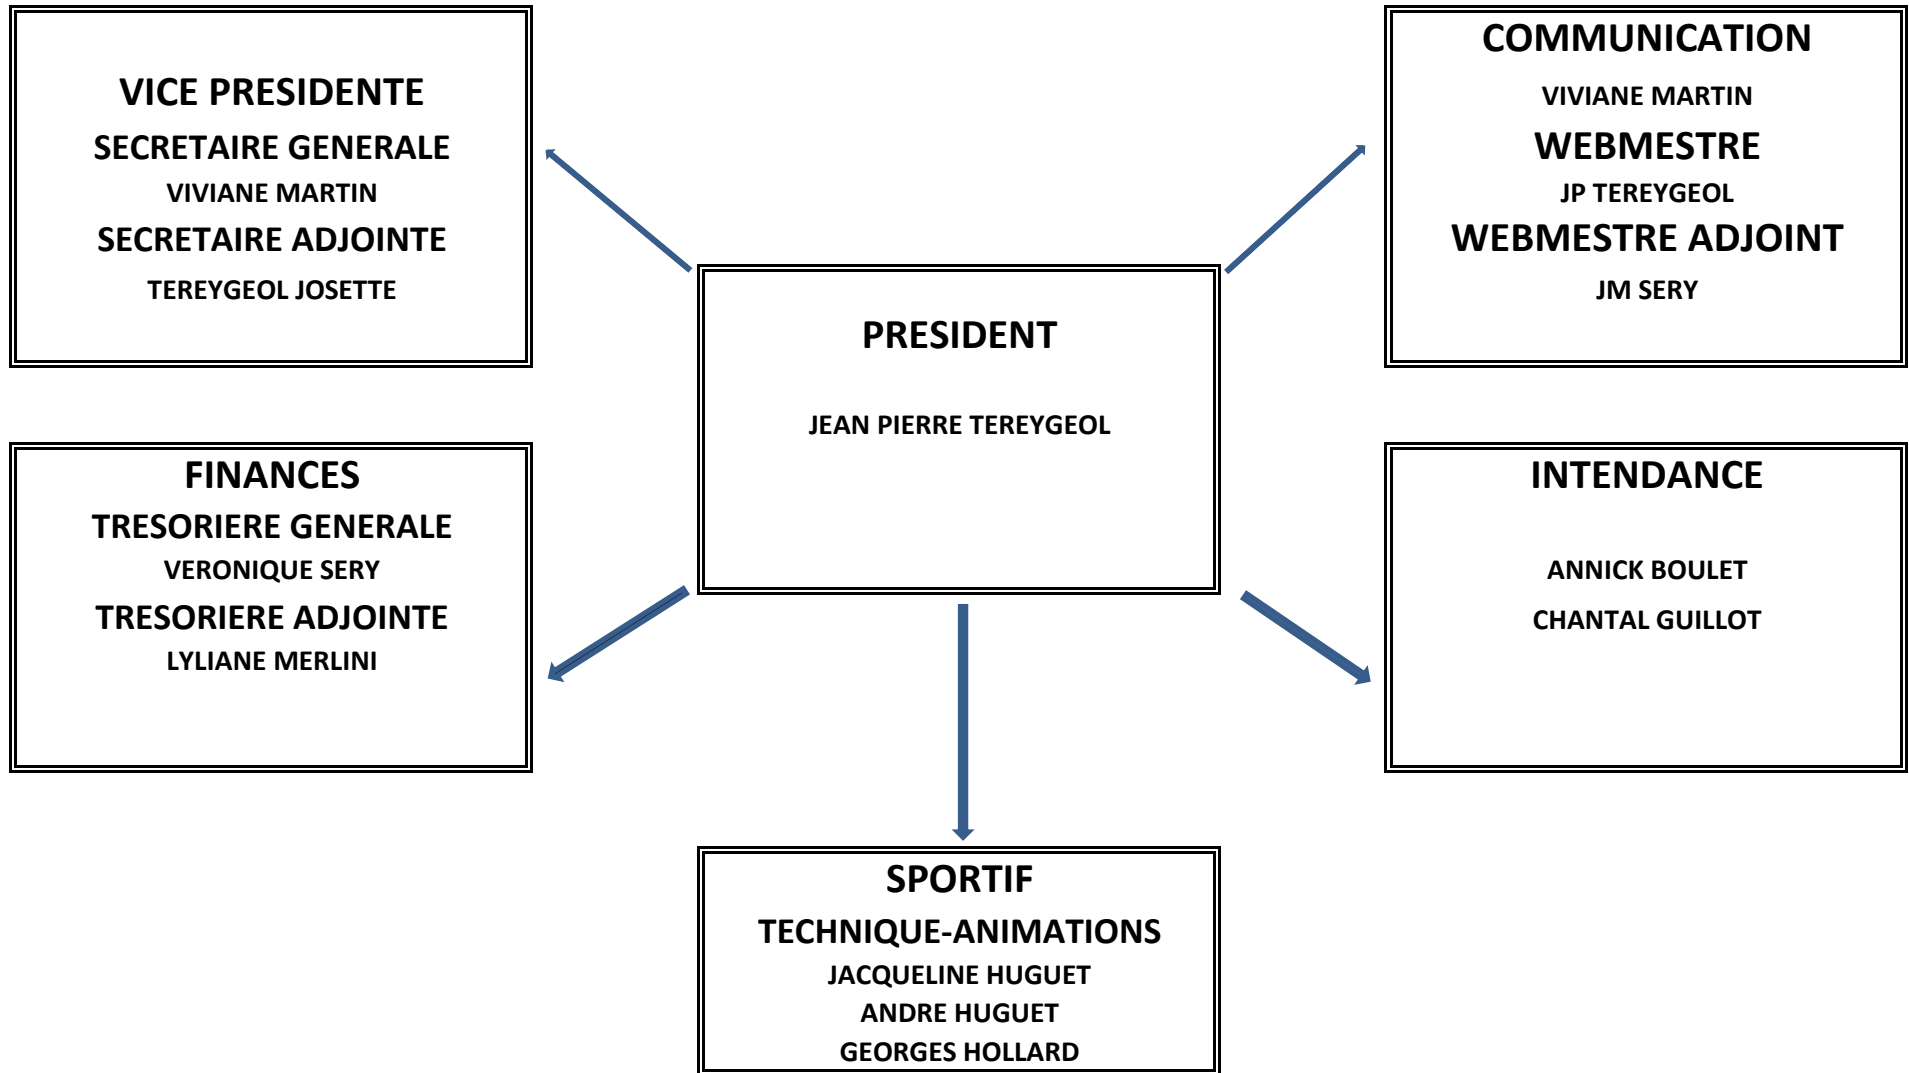 VICE PRESIDENTE
SECRETAIRE GENERALE
VIVIANE MARTIN
SECRETAIRE ADJOINTE
TEREYGEOL JOSETTE
COMMUNICATION
VIVIANE MARTIN
WEBMESTRE
JP TEREYGEOL
WEBMESTRE ADJOINT
JM SERY
PRESIDENT
JEAN PIERRE TEREYGEOL
FINANCES
TRESORIERE GENERALE
VERONIQUE SERY
TRESORIERE ADJOINTE
LYLIANE MERLINI
INTENDANCE
ANNICK BOULET
CHANTAL GUILLOT
SPORTIF
TECHNIQUE-ANIMATIONS
JACQUELINE HUGUET
ANDRE HUGUET
GEORGES HOLLARD